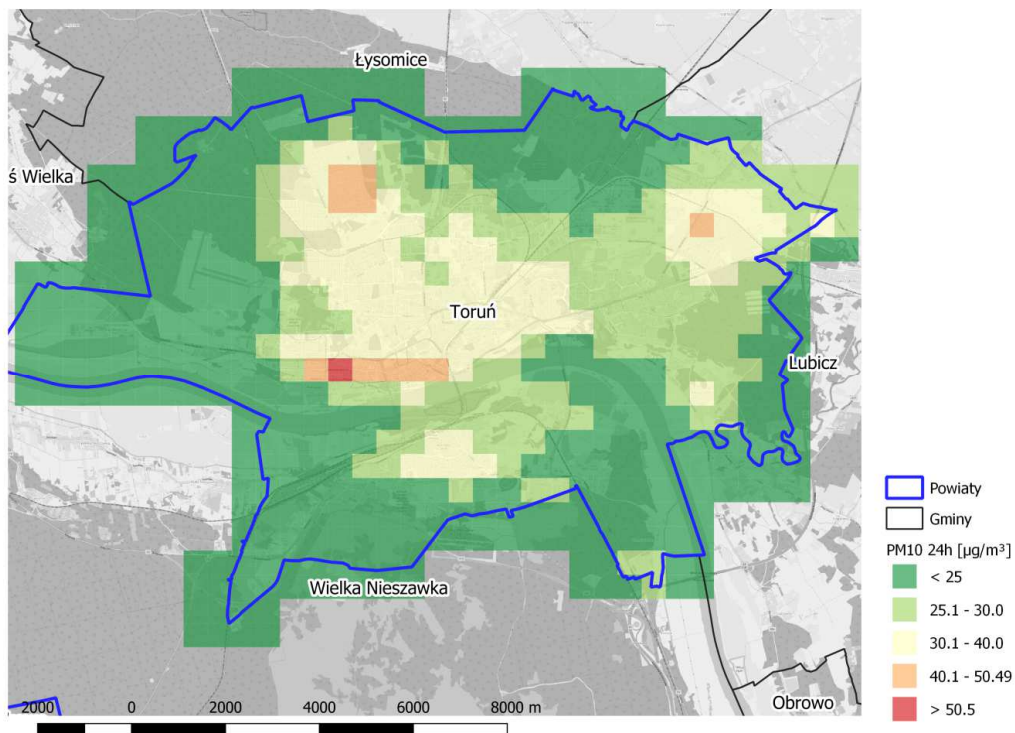 Łysomice
ś Wielka
Toruń
Lubicz
Wielka Nieszawka
Obrowo
Powiaty
Gminy
PM10 24h [µg/m³]
< 25
25.1 - 30.0
30.1 - 40.0
40.1 - 50.49
> 50.5
2000 0 2000 4000 6000 8000 m